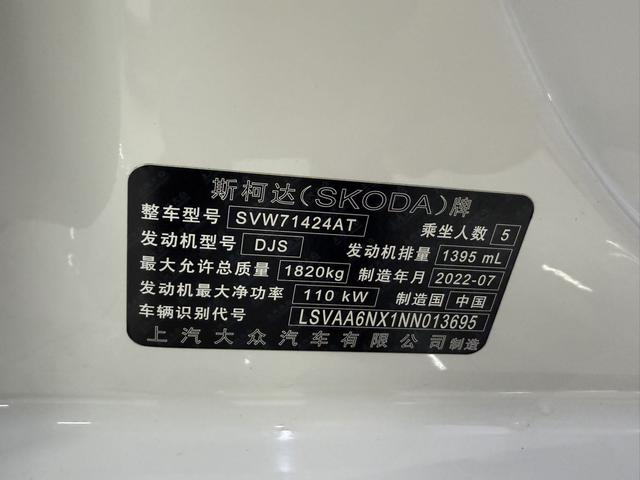 斯柯达(SKODA)牌
整车型号 SVW71424AT 乘坐人数 5
发动机型号 DJS 发动机排量 1395 mL
最大允许总质量 1820kg 制造年月 2022-07
发动机最大净功率 110 kW 制造国 中国
车辆识别代号 LSVAA6NX1NN013695
上汽大众汽车有限公司制造